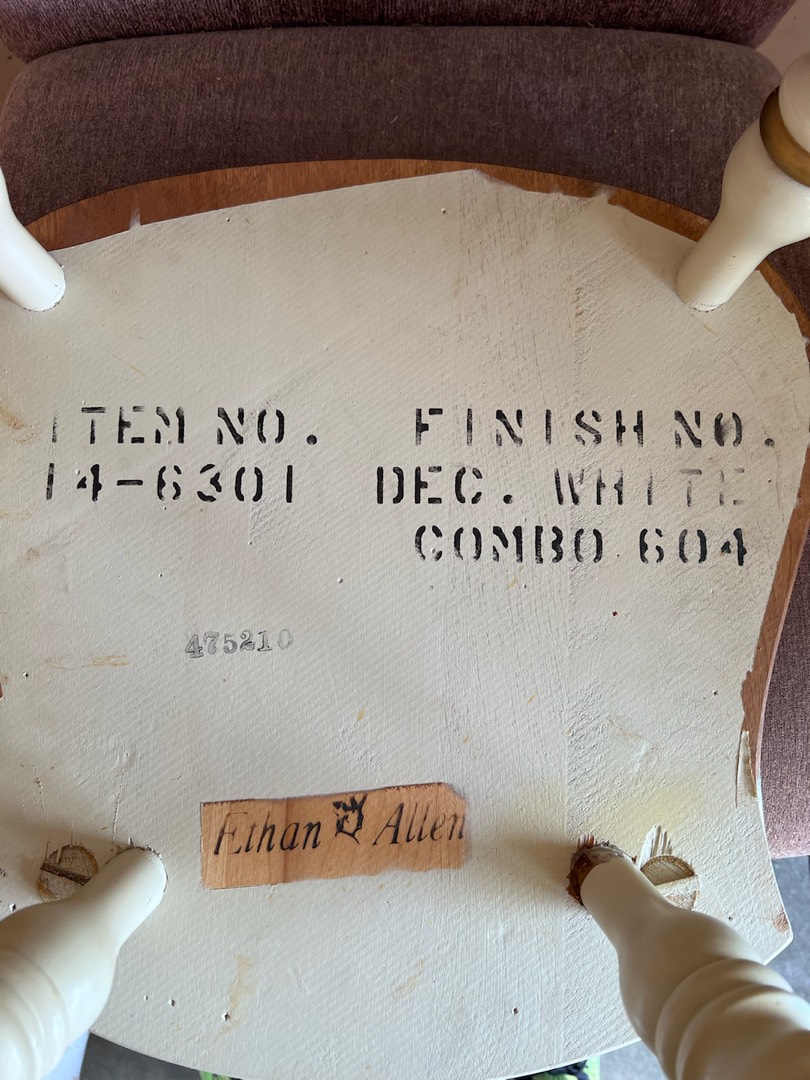 ITEM NO. FINISH NO.
14-6301 DEC. WHITE
COMBO 604
475210
Ethan Allen